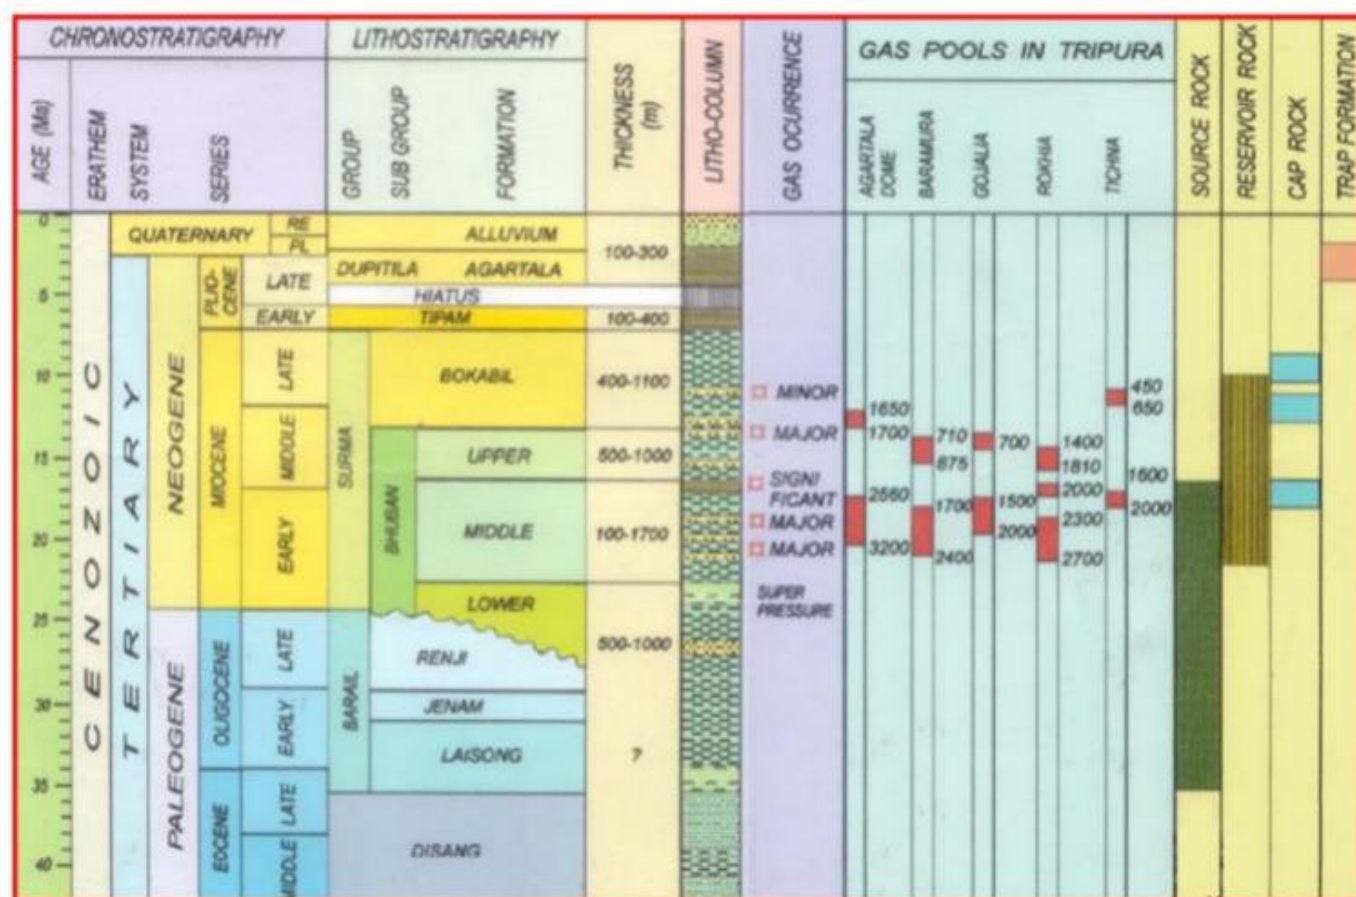 CHRONOSTRATIGRAPHY
LITHOSTRATIGRAPHY
GAS POOLS IN TRIPURA
AGE (Ma)
ERATHEM
SYSTEM
SERIES
GROUP
SUB GROUP
FORMATION
THICKNESS
(m)
LITHO-COLUMN
GAS OCURRENCE
AGARTALA
DOME
BARAMURA
GOJALIA
ROKHIA
TICHNA
SOURCE ROCK
RESERVOIR ROCK
CAP ROCK
TRAP FORMATION
0
5
10
15
20
25
30
35
40
CENOZOIC
TERTIARY
QUATERNARY
NEOGENE
PALEOGENE
PLIO-
CENE
MIOCENE
OLIGOCENE
EOCENE
RE
PL
LATE
EARLY
LATE
MIDDLE
EARLY
LATE
EARLY
LATE
MIDDLE
ALLUVIUM
DUPITILA AGARTALA
HIATUS
TIPAM
SURMA
BOKABIL
BHUBAN
UPPER
MIDDLE
LOWER
BARAIL
RENJI
JENAM
LAISONG
DISANG
100-300
100-400
400-1100
500-1000
100-1700
500-1000
?
MINOR
MAJOR
SIGNI
FICANT
MAJOR
MAJOR
SUPER
PRESSURE
1650
1700
2560
3200
710
875
1700
2400
700
1500
2000
1400
1810
2000
2300
2700
450
650
1600
2000